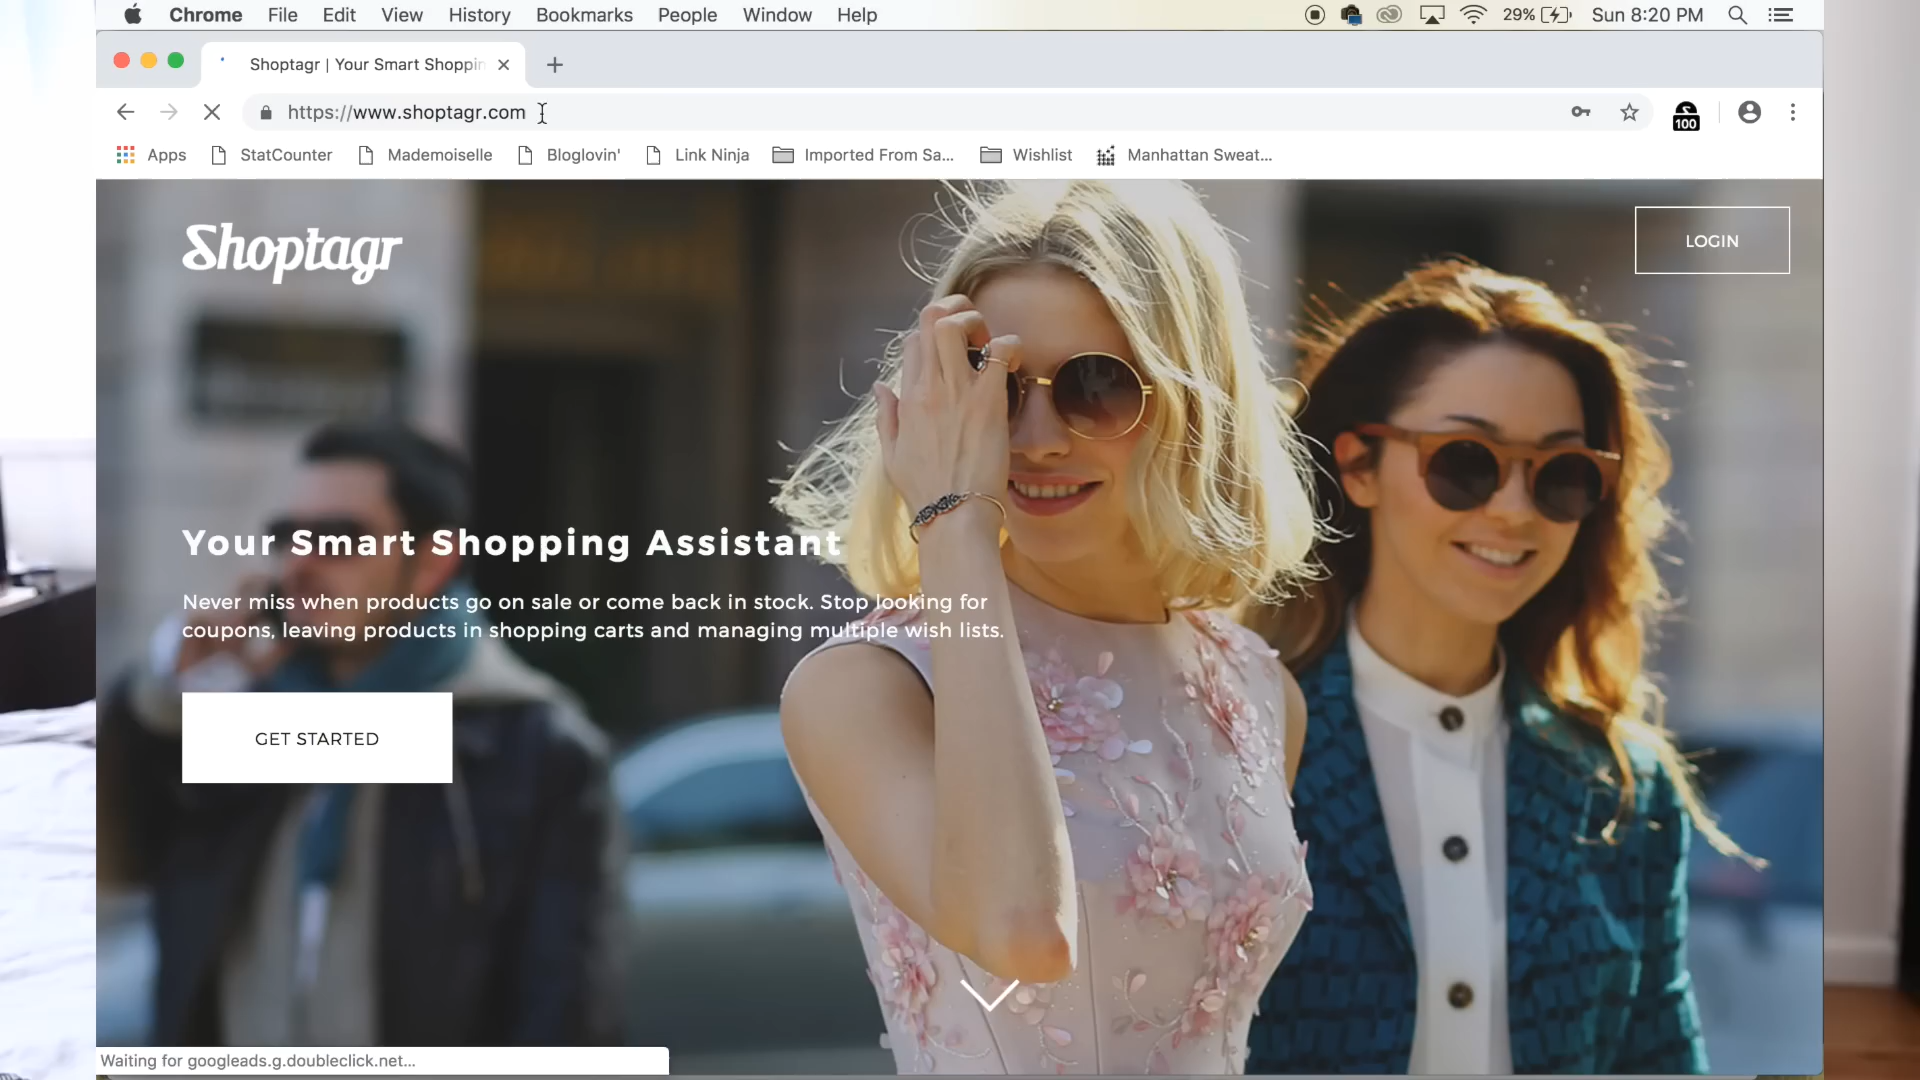 Chrome File Edit View History Bookmarks People Window Help 29% Sun 8:20 PM
Shoptagr | Your Smart Shoppin
https://www.shoptagr.com
100
Apps StatCounter Mademoiselle Bloglovin' Link Ninja Imported From Sa... Wishlist Manhattan Sweat...
Shoptagr
LOGIN
Your Smart Shopping Assistant
Never miss when products go on sale or come back in stock. Stop looking for
coupons, leaving products in shopping carts and managing multiple wish lists.
GET STARTED
Waiting for googleads.g.doubleclick.net...